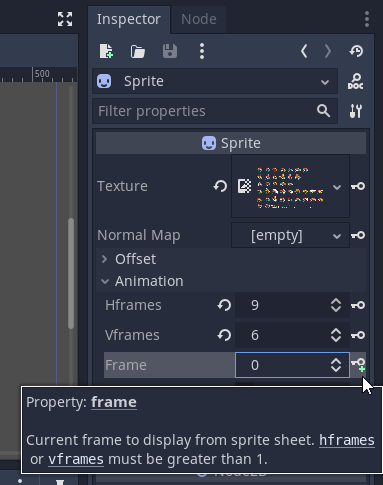 Inspector Node
500
Sprite
DOC
Filter properties
Sprite
Texture
Normal Map [empty]
Offset
Animation
Hframes 9
Vframes 6
Frame 0
Property: frame
Current frame to display from sprite sheet. hframes
or vframes must be greater than 1.
Node2D